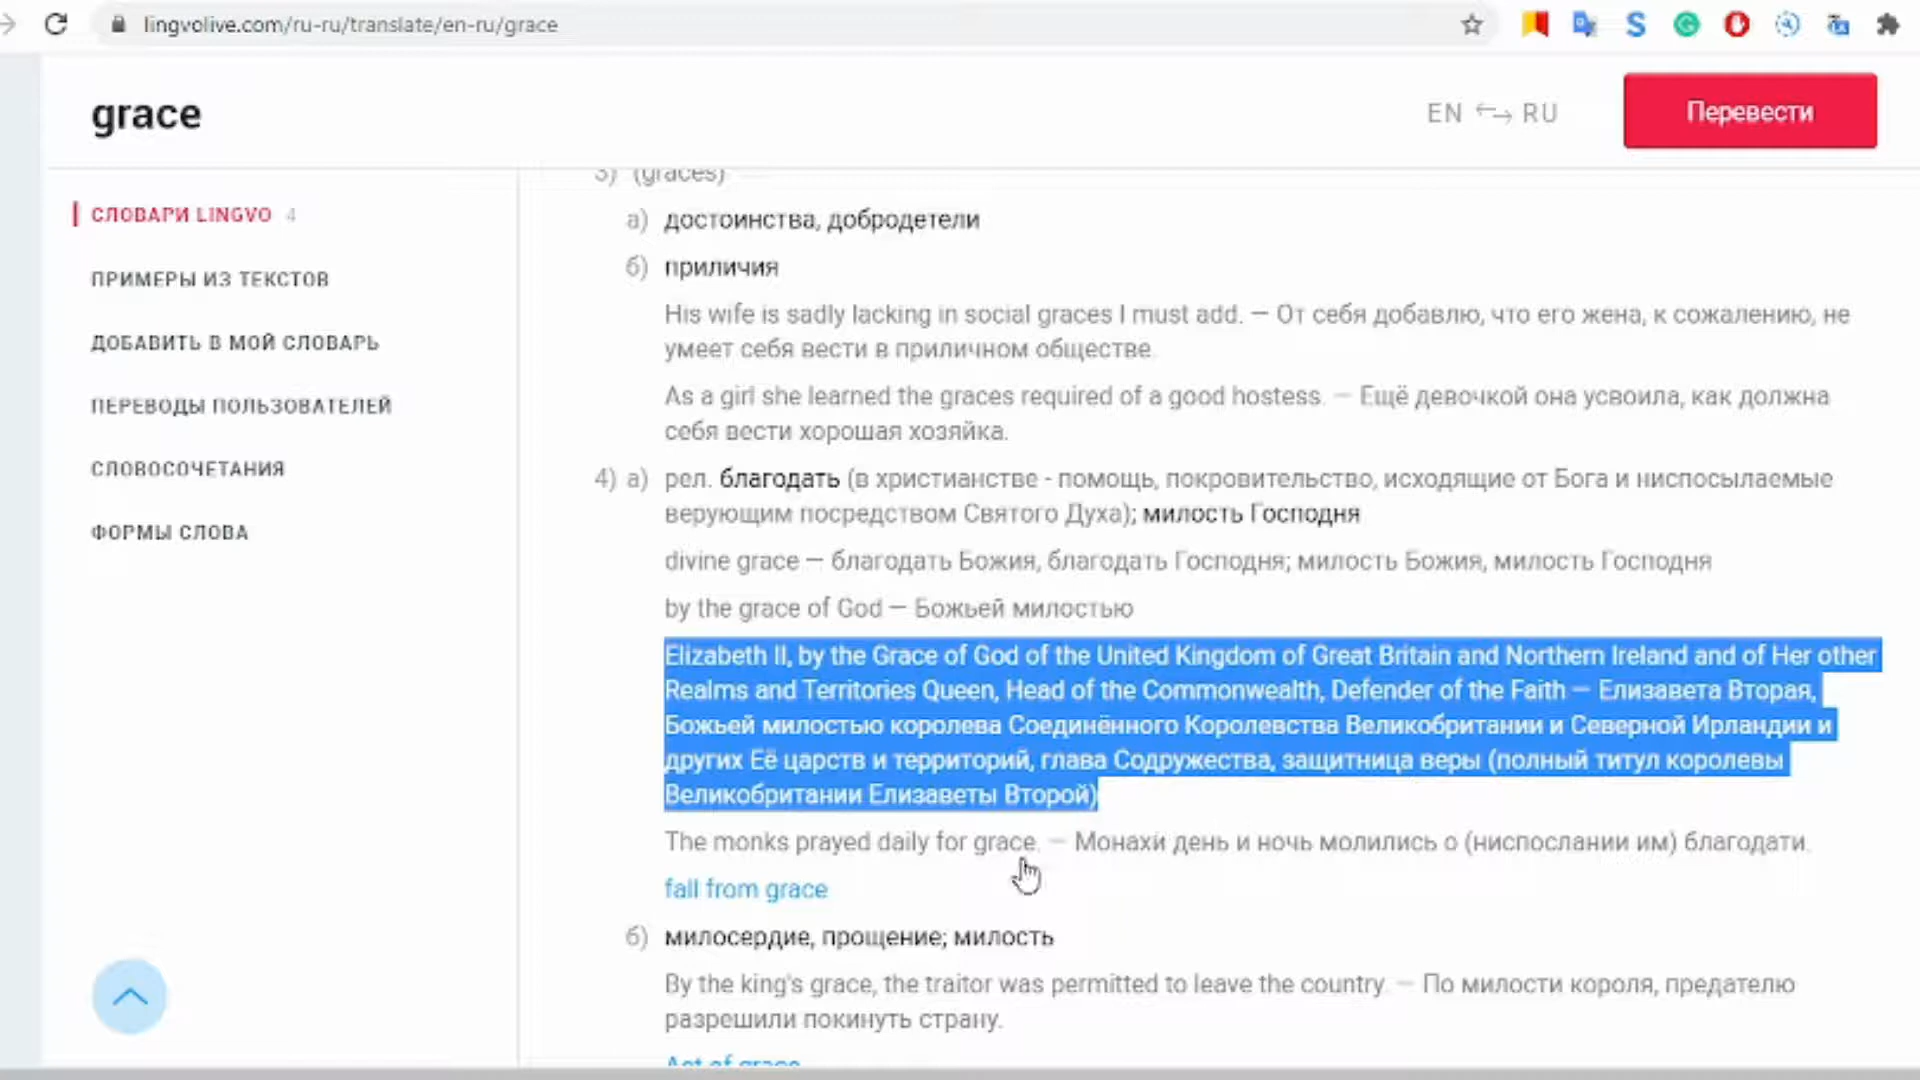 lingvolive.com/ru-ru/translate/en-ru/grace
grace
EN RU
Перевести
СЛОВАРИ LINGVO 4
ПРИМЕРЫ ИЗ ТЕКСТОВ
ДОБАВИТЬ В МОЙ СЛОВАРЬ
ПЕРЕВОДЫ ПОЛЬЗОВАТЕЛЕЙ
СЛОВОСОЧЕТАНИЯ
ФОРМЫ СЛОВА
3) (graces)
а) достоинства, добродетели
б) приличия
His wife is sadly lacking in social graces I must add. — От себя добавлю, что его жена, к сожалению, не
умеет себя вести в приличном обществе.
As a girl she learned the graces required of a good hostess. — Ещё девочкой она усвоила, как должна
себя вести хорошая хозяйка.
4) а) рел. благодать (в христианстве - помощь, покровительство, исходящие от Бога и ниспосылаемые
верующим посредством Святого Духа); милость Господня
divine grace — благодать Божия, благодать Господня; милость Божия, милость Господня
by the grace of God — Божьей милостью
Elizabeth II, by the Grace of God of the United Kingdom of Great Britain and Northern Ireland and of Her other
Realms and Territories Queen, Head of the Commonwealth, Defender of the Faith — Елизавета Вторая,
Божьей милостью королева Соединённого Королевства Великобритании и Северной Ирландии и
других Её царств и территорий, глава Содружества, защитница веры (полный титул королевы
Великобритании Елизаветы Второй)
The monks prayed daily for grace. — Монахи день и ночь молились о (ниспослании им) благодати.
fall from grace
б) милосердие, прощение; милость
By the king's grace, the traitor was permitted to leave the country. — По милости короля, предателю
разрешили покинуть страну.
Act of grace